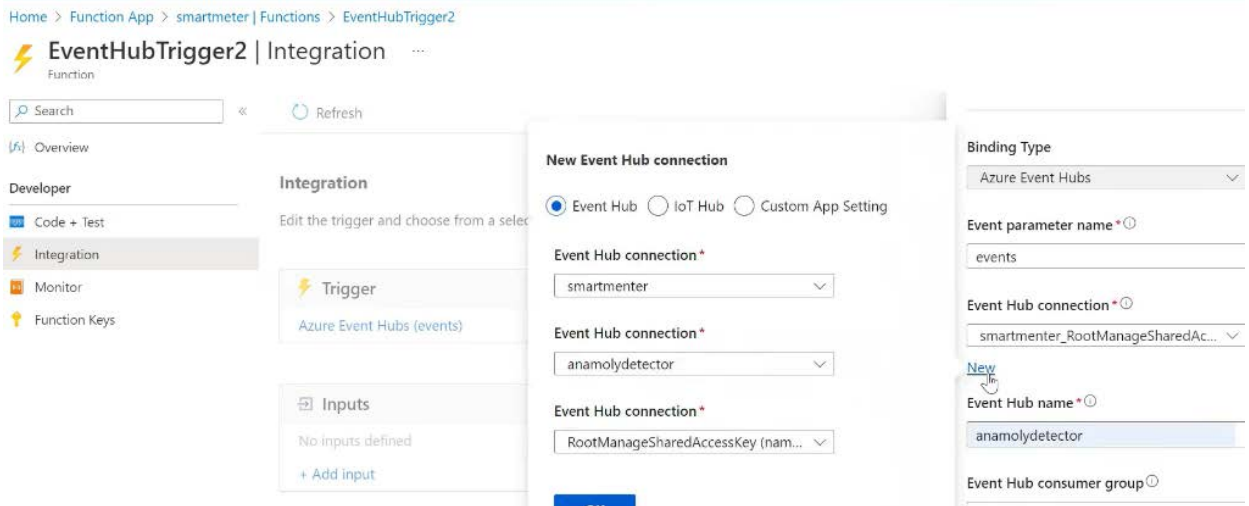 Home > Function App > smartmeter | Functions > EventHubTrigger2
EventHubTrigger2 | Integration ...
Function
Search
«
Refresh
Overview
Developer
Code + Test
Integration
Monitor
Function Keys
Integration
Edit the trigger and choose from a selec
Trigger
Azure Event Hubs (events)
Inputs
No inputs defined
+ Add input
New Event Hub connection
Event Hub
IoT Hub
Custom App Setting
Event Hub connection *
smartmenter
Event Hub connection *
anamolydetector
Event Hub connection *
RootManageSharedAccessKey (nam...
Binding Type
Azure Event Hubs
Event parameter name *
events
Event Hub connection *
smartmenter_RootManageSharedAc...
New
Event Hub name *
anamolydetector
Event Hub consumer group